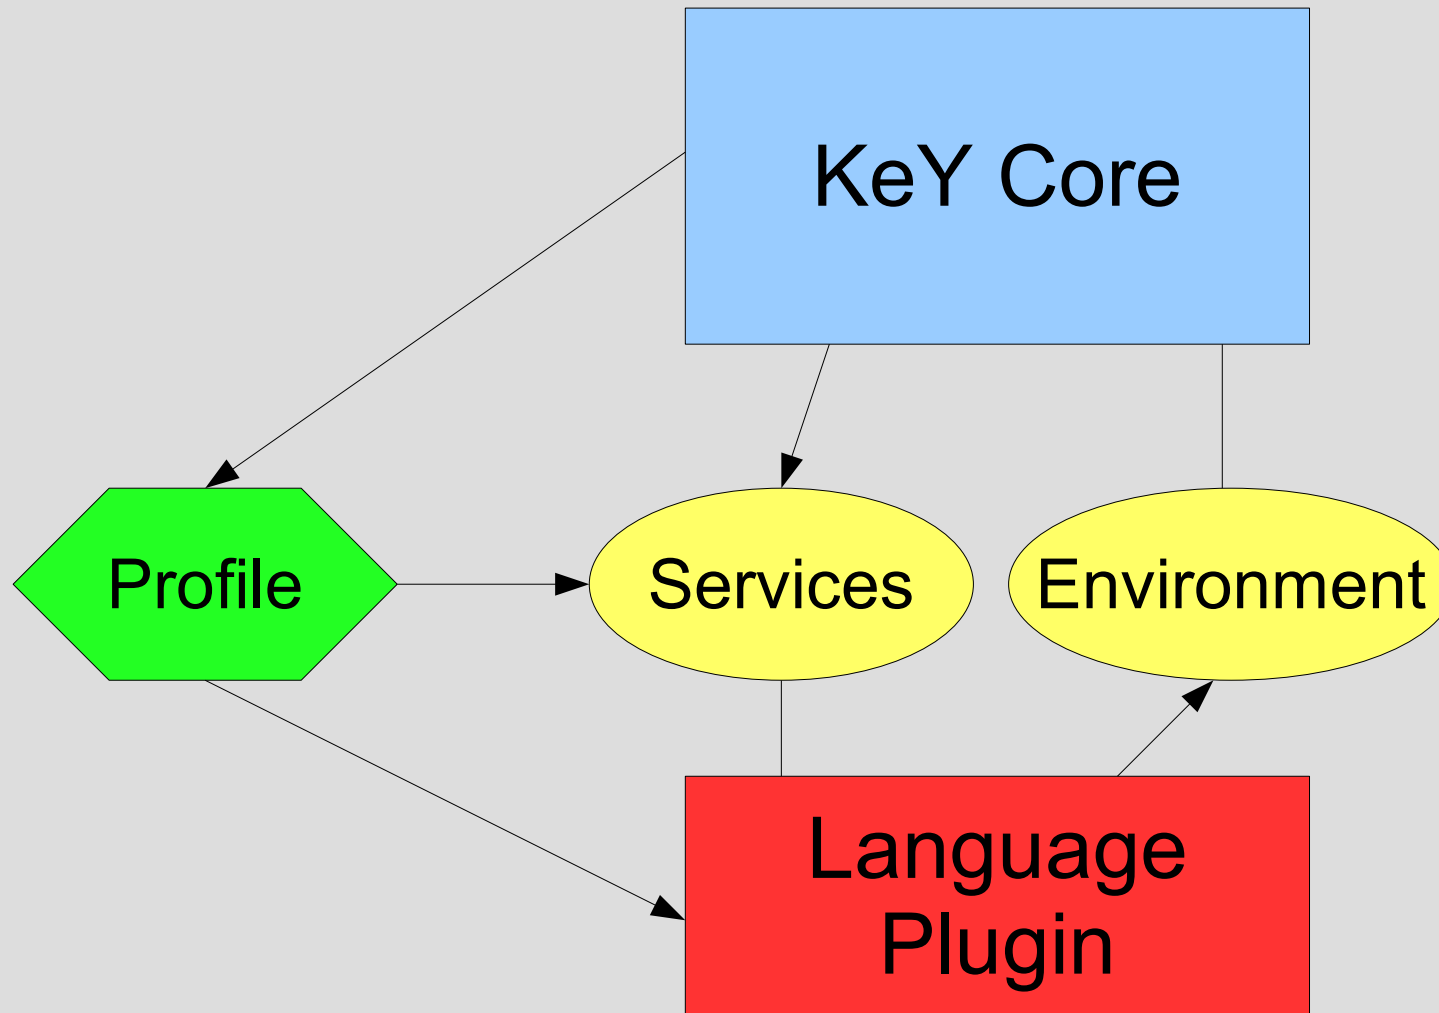 KeY Core
Profile
Services
Environment
Language
Plugin